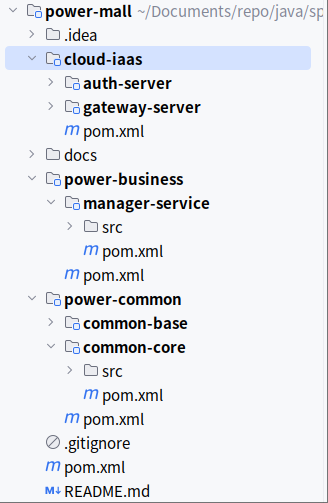 power-mall ~/Documents/repo/java/sp
.idea
cloud-iaas
auth-server
gateway-server
m pom.xml
docs
power-business
manager-service
src
m pom.xml
m pom.xml
power-common
common-base
common-core
src
m pom.xml
m pom.xml
.gitignore
m pom.xml
M↓ README.md